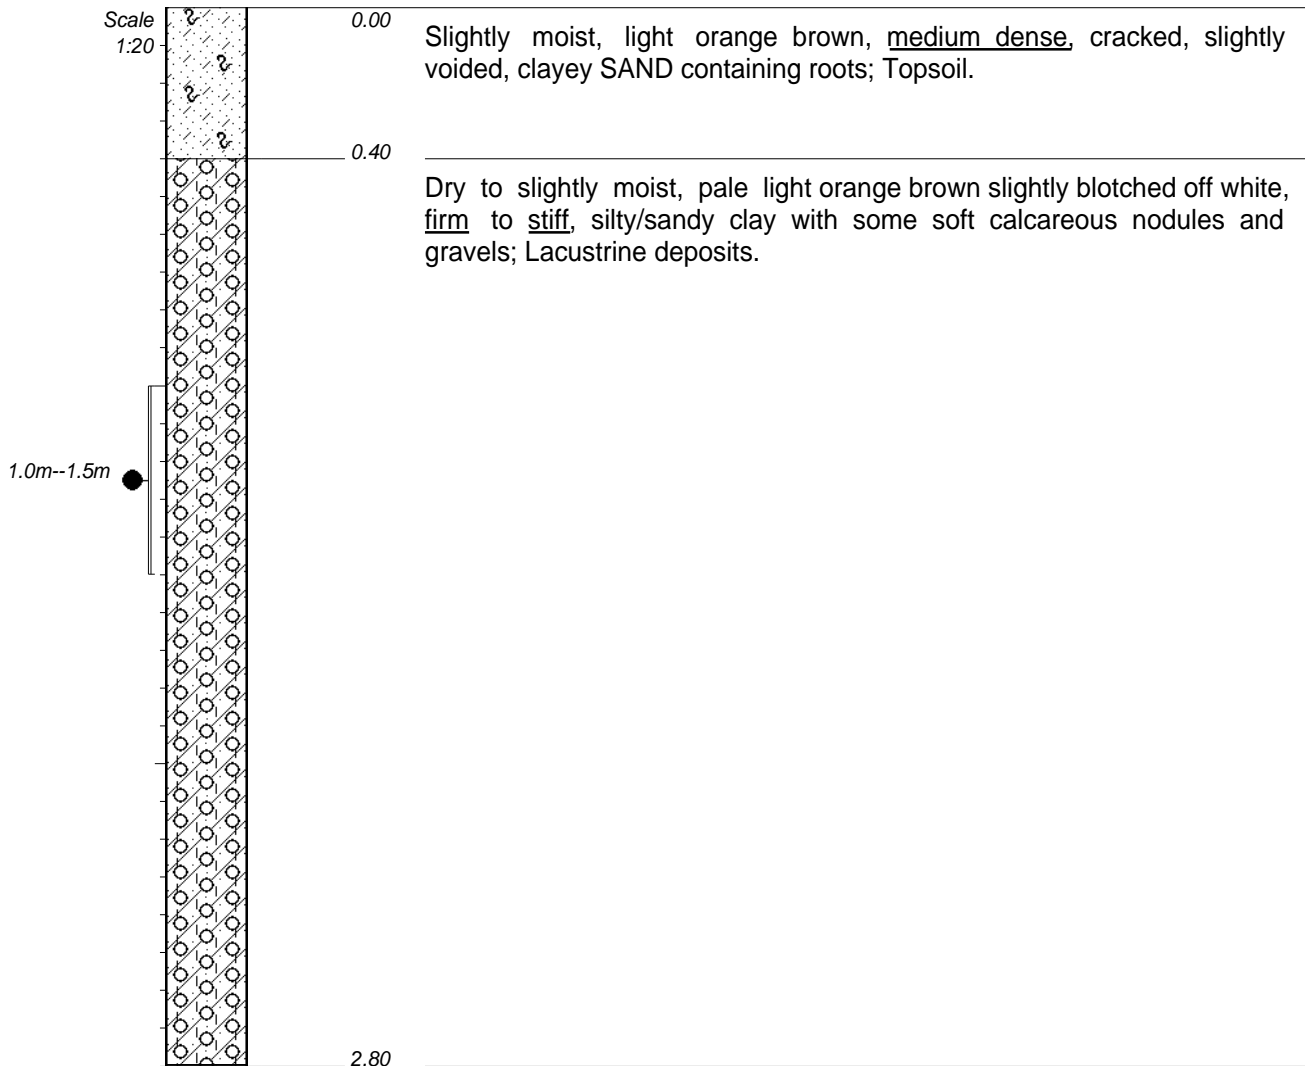 Scale
1:20
0.00
Slightly moist, light orange brown, medium dense, cracked, slightly
voided, clayey SAND containing roots; Topsoil.
0.40
Dry to slightly moist, pale light orange brown slightly blotched off white,
firm to stiff, silty/sandy clay with some soft calcareous nodules and
gravels; Lacustrine deposits.
1.0m--1.5m
2.80